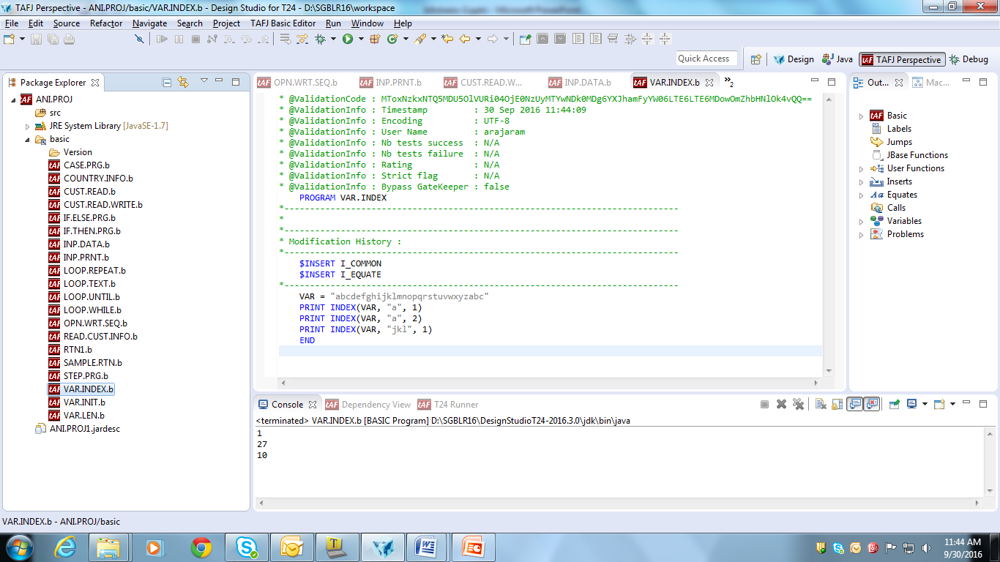 TAFJ Perspective - ANI.PROJ/basic/VAR.INDEX.b - Design Studio for T24 - D:\SGBLR16\workspace
File Edit Source Refactor Navigate Search Project TAFJ Basic Editor Run Window Help
Quick Access
Design
Java
TAFJ Perspective
Debug
Package Explorer
ANI.PROJ
src
JRE System Library [JavaSE-1.7]
basic
Version
CASE.PRG.b
COUNTRY.INFO.b
CUST.READ.b
CUST.READ.WRITE.b
IF.ELSE.PRG.b
IF.THEN.PRG.b
INP.DATA.b
INP.PRNT.b
LOOP.REPEAT.b
LOOP.TEXT.b
LOOP.UNTIL.b
LOOP.WHILE.b
OPN.WRT.SEQ.b
READ.CUST.INFO.b
RTN1.b
SAMPLE.RTN.b
STEP.PRG.b
VAR.INDEX.b
VAR.INIT.b
VAR.LEN.b
ANI.PROJ1.jardesc
OPN.WRT.SEQ.b INP.PRNT.b CUST.READ.W... INP.DATA.b VAR.INDEX.b »2
* @ValidationCode : MToxNzkxNTQ5MDU5OlVURi04OjE0NzUyMTYwNDk0MDg6YXJhamFyYW06LTE6LTE6MDowOmZhbHNlOk4vQQ==
* @ValidationInfo : Timestamp : 30 Sep 2016 11:44:09
* @ValidationInfo : Encoding : UTF-8
* @ValidationInfo : User Name : arajaram
* @ValidationInfo : Nb tests success : N/A
* @ValidationInfo : Nb tests failure : N/A
* @ValidationInfo : Rating : N/A
* @ValidationInfo : Strict flag : N/A
* @ValidationInfo : Bypass GateKeeper : false
PROGRAM VAR.INDEX
*-----------------------------------------------------------------------------
*
*-----------------------------------------------------------------------------
* Modification History :
*-----------------------------------------------------------------------------
$INSERT I_COMMON
$INSERT I_EQUATE
*-----------------------------------------------------------------------------
VAR = "abcdefghijklmnopqrstuvwxyzabc"
PRINT INDEX(VAR, "a", 1)
PRINT INDEX(VAR, "a", 2)
PRINT INDEX(VAR, "jkl", 1)
END
Out... Mac...
Basic
Labels
Jumps
JBase Functions
User Functions
Inserts
Equates
Calls
Variables
Problems
Console Dependency View T24 Runner
<terminated> VAR.INDEX.b [BASIC Program] D:\SGBLR16\DesignStudioT24-2016.3.0\jdk\bin\java
1
27
10
VAR.INDEX.b - ANI.PROJ/basic
11:44 AM
9/30/2016